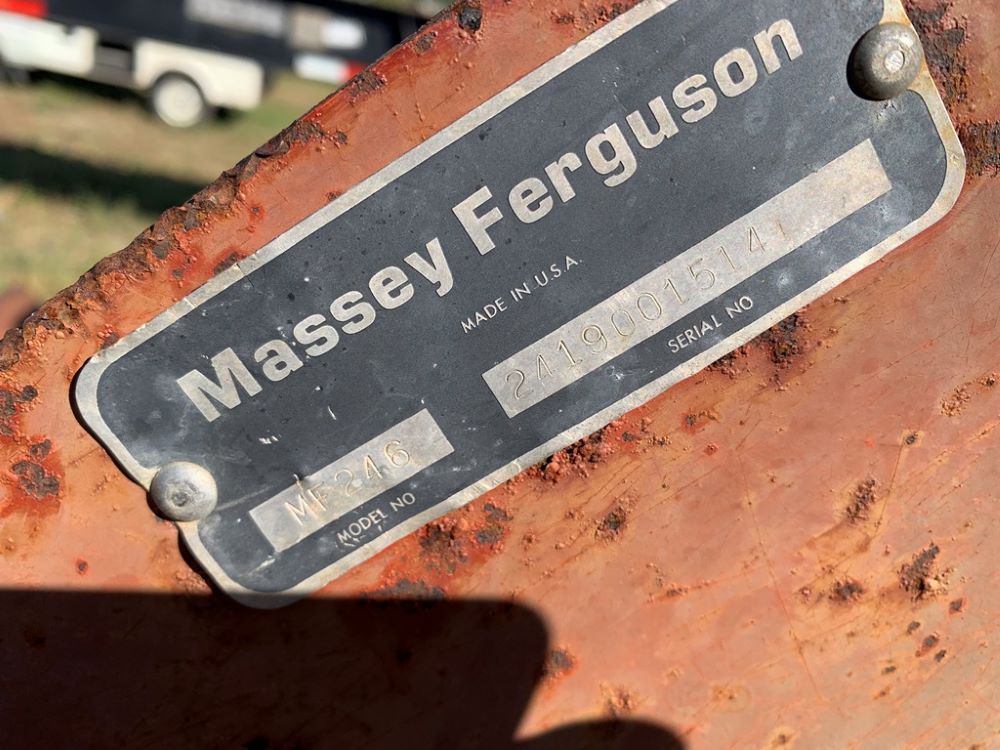 Massey Ferguson
MADE IN U.S.A.
2419001514
SERIAL NO
MF246
MODEL NO